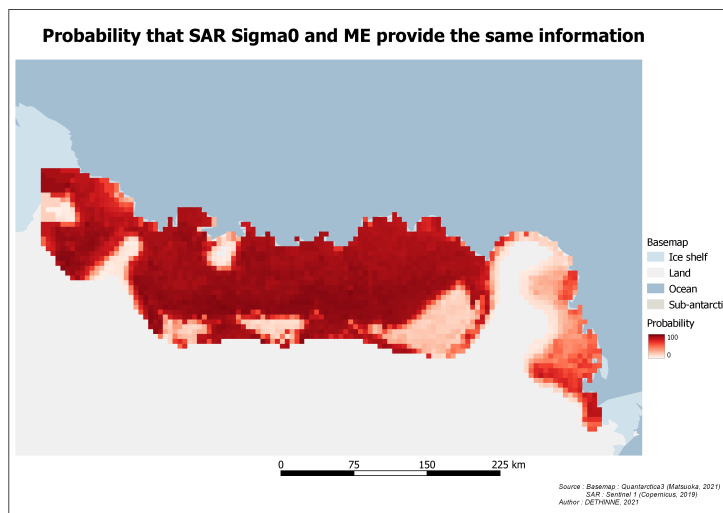 Probability that SAR Sigma0 and ME provide the same information
Basemap
Ice shelf
Land
Ocean
Sub-antarcti
Probability
100
0
0 75 150 225 km
Source : Basemap : Quantarctica3 (Matsuoka, 2021)
SAR : Sentinel 1 (Copernicus, 2019)
Author : DETHINNE, 2021